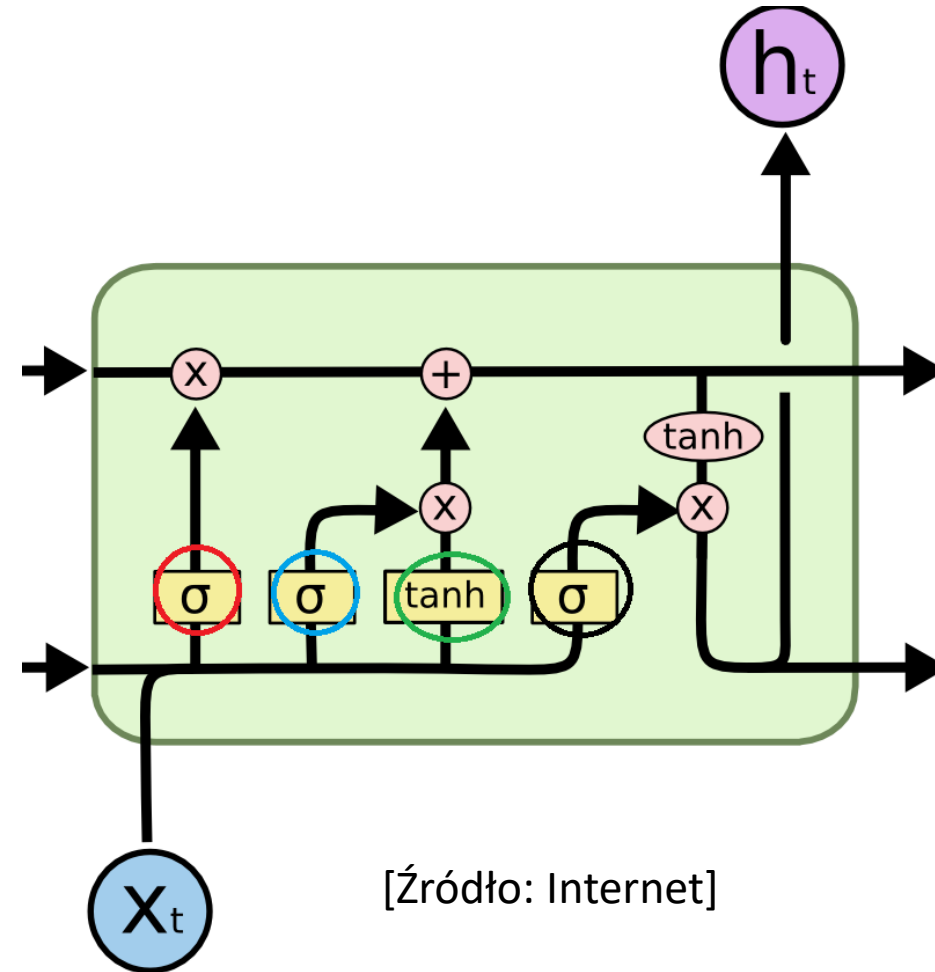 ht
x
+
tanh
x
x
σ
σ
tanh
σ
Xt
[Źródło: Internet]